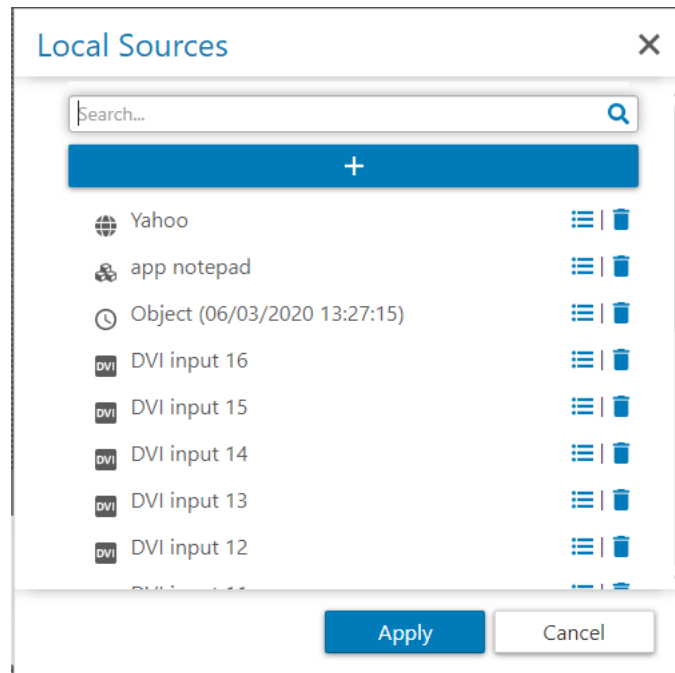 Local Sources
Search...
Yahoo
app notepad
Object (06/03/2020 13:27:15)
DVI DVI input 16
DVI DVI input 15
DVI DVI input 14
DVI DVI input 13
DVI DVI input 12
Apply Cancel